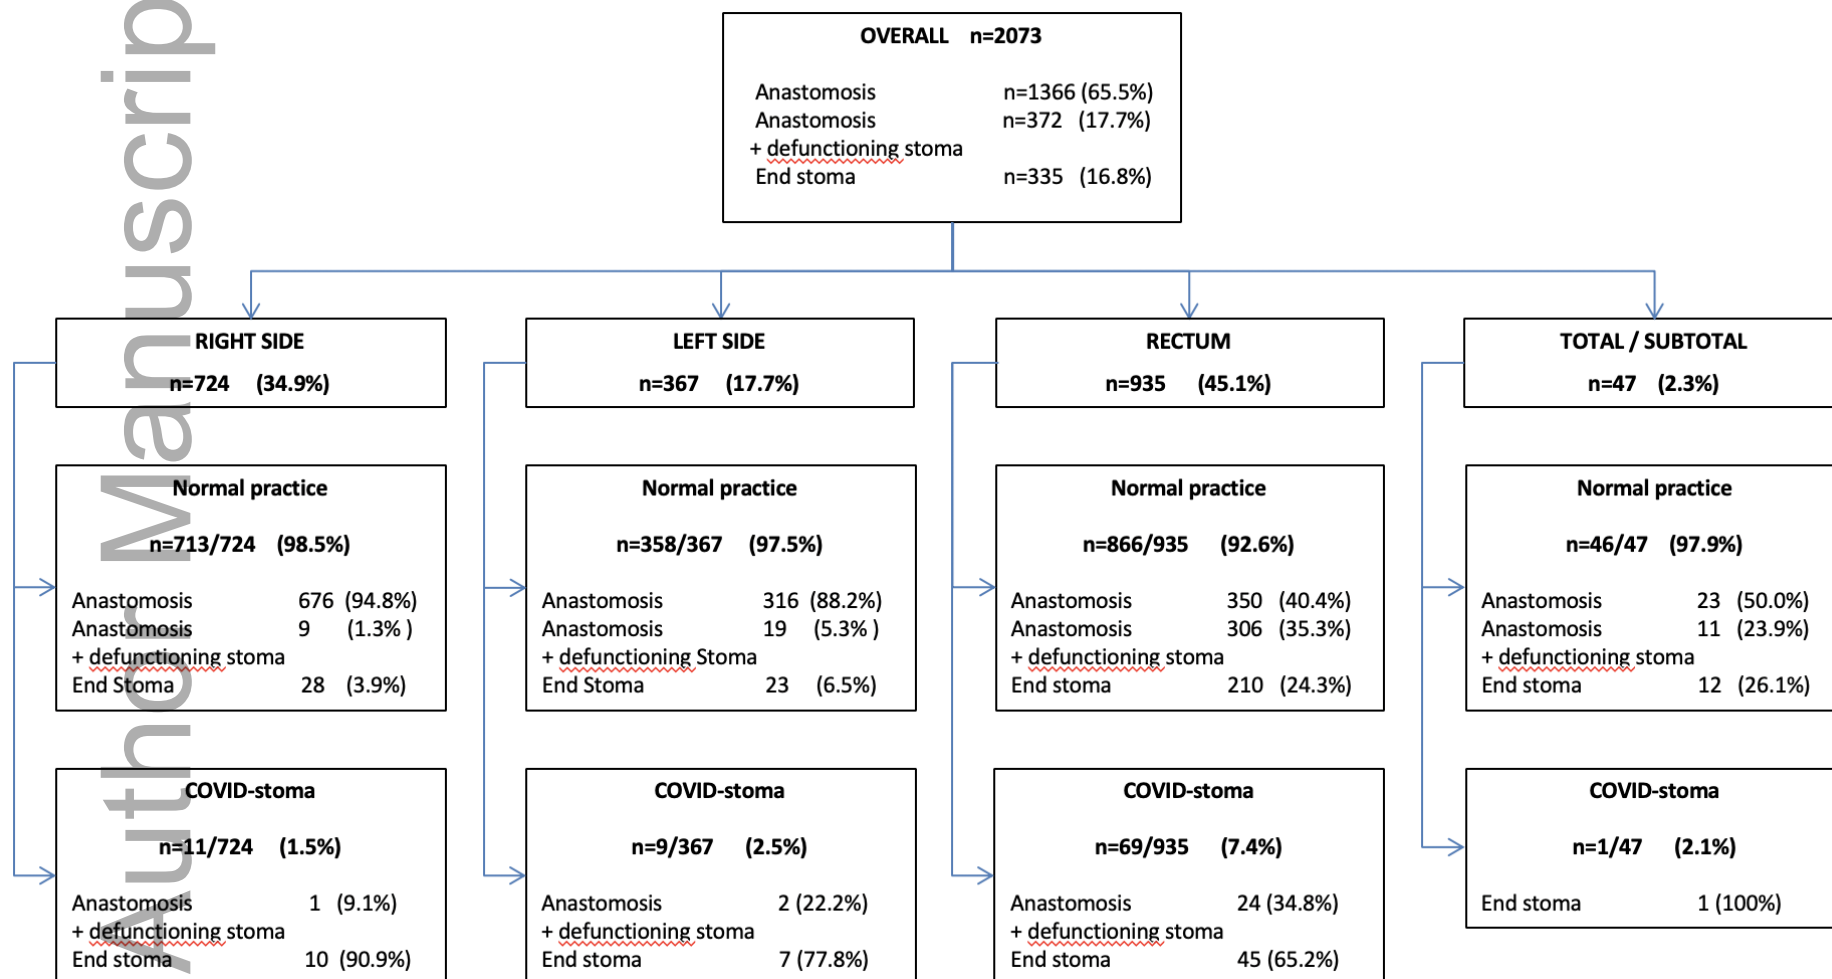 Author Manuscrip
OVERALL n=2073
Anastomosis n=1366 (65.5%)
Anastomosis n=372 (17.7%)
+ defunctioning stoma
End stoma n=335 (16.8%)
RIGHT SIDE
n=724 (34.9%)
LEFT SIDE
n=367 (17.7%)
RECTUM
n=935 (45.1%)
TOTAL / SUBTOTAL
n=47 (2.3%)
Normal practice
n=713/724 (98.5%)
Anastomosis 676 (94.8%)
Anastomosis 9 (1.3% )
+ defunctioning stoma
End Stoma 28 (3.9%)
Normal practice
n=358/367 (97.5%)
Anastomosis 316 (88.2%)
Anastomosis 19 (5.3% )
+ defunctioning Stoma
End Stoma 23 (6.5%)
Normal practice
n=866/935 (92.6%)
Anastomosis 350 (40.4%)
Anastomosis 306 (35.3%)
+ defunctioning stoma
End stoma 210 (24.3%)
Normal practice
n=46/47 (97.9%)
Anastomosis 23 (50.0%)
Anastomosis 11 (23.9%)
+ defunctioning stoma
End stoma 12 (26.1%)
COVID-stoma
n=11/724 (1.5%)
Anastomosis 1 (9.1%)
+ defunctioning stoma
End stoma 10 (90.9%)
COVID-stoma
n=9/367 (2.5%)
Anastomosis 2 (22.2%)
+ defunctioning stoma
End stoma 7 (77.8%)
COVID-stoma
n=69/935 (7.4%)
Anastomosis 24 (34.8%)
+ defunctioning stoma
End stoma 45 (65.2%)
COVID-stoma
n=1/47 (2.1%)
End stoma 1 (100%)